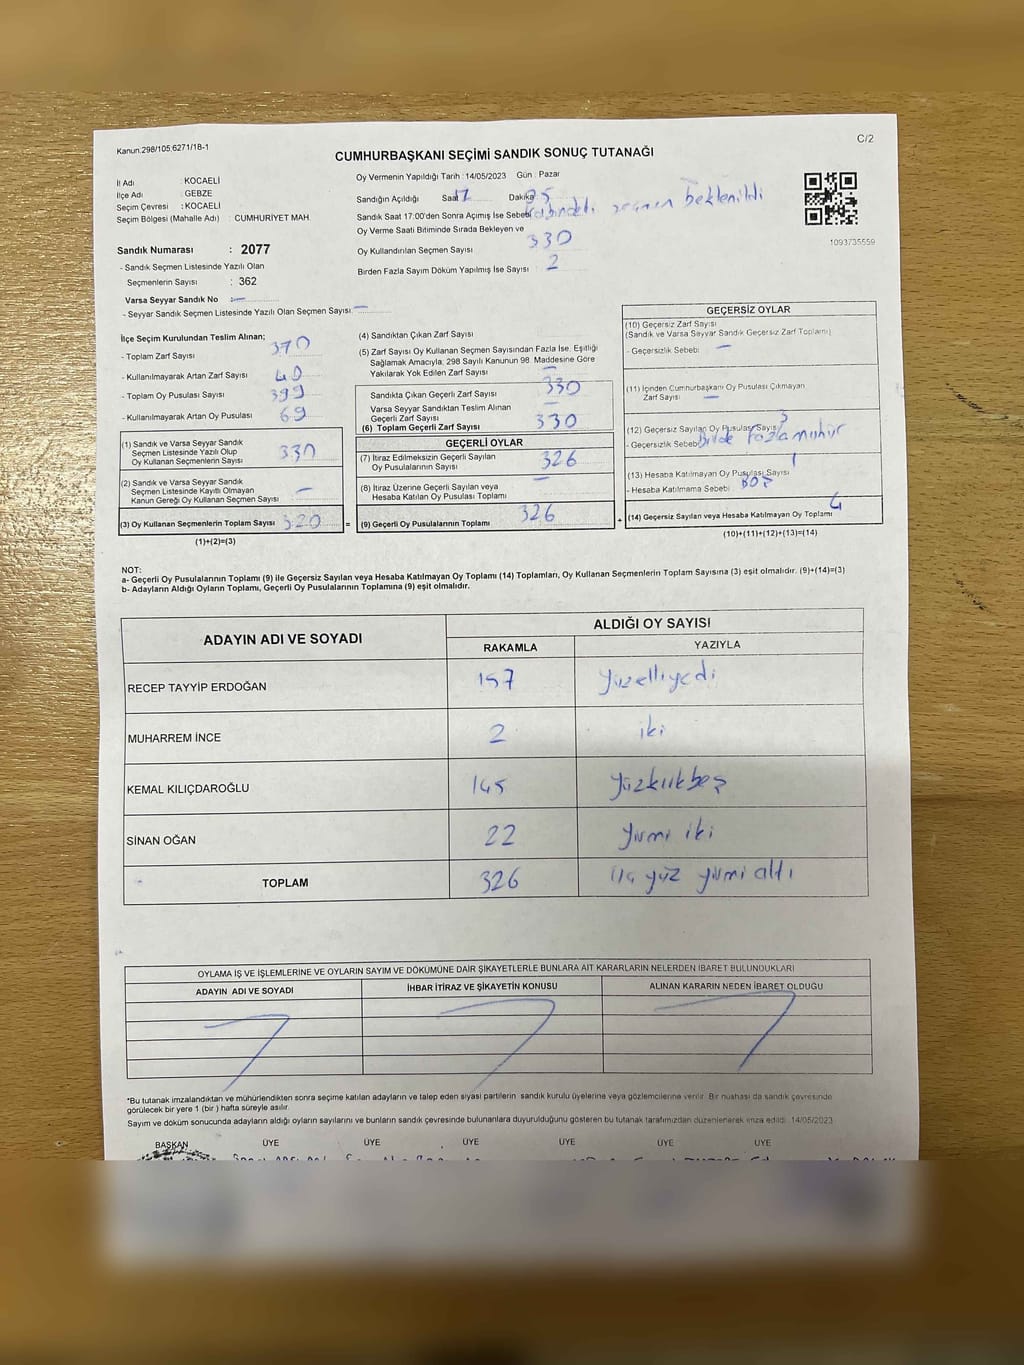 Kanun:298/105:6271/18-1
C/2
CUMHURBAŞKANI SEÇİMİ SANDIK SONUÇ TUTANAĞI
İl Adı : KOCAELİ
İlçe Adı : GEBZE
Seçim Çevresi : KOCAELİ
Seçim Bölgesi (Mahalle Adı) : CUMHURİYET MAH.
Oy Vermenin Yapıldığı Tarih : 14/05/2023 Gün : Pazar
Sandığın Açıldığı Saat 17 Dakika 25
Sandık Saat 17:00'den Sonra Açımış İse Sebebi seçmen beklenildi
Oy Verme Saati Bitiminde Sırada Bekleyen ve
Oy Kullandırılan Seçmen Sayısı 330
Birden Fazla Sayım Döküm Yapılmış İse Sayısı 2
1093735559
Sandık Numarası : 2077
- Sandık Seçmen Listesinde Yazılı Olan
Seçmenlerin Sayısı : 362
Varsa Seyyar Sandık No : —
- Seyyar Sandık Seçmen Listesinde Yazılı Olan Seçmen Sayısı: —
İlçe Seçim Kurulundan Teslim Alınan;
- Toplam Zarf Sayısı 370
- Kullanılmayarak Artan Zarf Sayısı 40
- Toplam Oy Pusulası Sayısı 399
- Kullanılmayarak Artan Oy Pusulası 69
(1) Sandık ve Varsa Seyyar Sandık
Seçmen Listesinde Yazılı Olup
Oy Kullanan Seçmenlerin Sayısı 330
(2) Sandık ve Varsa Seyyar Sandık
Seçmen Listesinde Kayıtlı Olmayan
Kanun Gereği Oy Kullanan Seçmen Sayısı —
(3) Oy Kullanan Seçmenlerin Toplam Sayısı 320 =
(1)+(2)=(3)
(4) Sandıktan Çıkan Zarf Sayısı
(5) Zarf Sayısı Oy Kullanan Seçmen Sayısından Fazla İse, Eşitliği
Sağlamak Amacıyla; 298 Sayılı Kanunun 98. Maddesine Göre
Yakılarak Yok Edilen Zarf Sayısı —
Sandıkta Çıkan Geçerli Zarf Sayısı 330
Varsa Seyyar Sandıktan Teslim Alınan
Geçerli Zarf Sayısı —
(6) Toplam Geçerli Zarf Sayısı 330
GEÇERLİ OYLAR
(7) İtiraz Edilmeksizin Geçerli Sayılan
Oy Pusulalarının Sayısı 326
(8) İtiraz Üzerine Geçerli Sayılan veya
Hesaba Katılan Oy Pusulası Toplamı —
(9) Geçerli Oy Pusulalarının Toplamı 326 +
GEÇERSİZ OYLAR
(10) Geçersiz Zarf Sayısı
(Sandık ve Varsa Seyyar Sandık Geçersiz Zarf Toplamı)
- Geçersizlik Sebebi : —
(11) İçinden Cumhurbaşkanı Oy Pusulası Çıkmayan
Zarf Sayısı : —
(12) Geçersiz Sayılan Oy Pusulası Sayısı 3
- Geçersizlik Sebebi Birde fazla mühür
(13) Hesaba Katılmayan Oy Pusulası Sayısı 1
- Hesaba Katılmama Sebebi : BOŞ
(14) Geçersiz Sayılan veya Hesaba Katılmayan Oy Toplamı 4
(10)+(11)+(12)+(13)=(14)
NOT:
a- Geçerli Oy Pusulalarının Toplamı (9) ile Geçersiz Sayılan veya Hesaba Katılmayan Oy Toplamı (14) Toplamları, Oy Kullanan Seçmenlerin Toplam Sayısına (3) eşit olmalıdır. (9)+(14)=(3)
b- Adayların Aldığı Oyların Toplamı, Geçerli Oy Pusulalarının Toplamına (9) eşit olmalıdır.
ADAYIN ADI VE SOYADI
ALDIĞI OY SAYISI
RAKAMLA YAZIYLA
RECEP TAYYİP ERDOĞAN 157 yüzelliyedi
MUHARREM İNCE 2 iki
KEMAL KILIÇDAROĞLU 145 yüzkırkbeş
SİNAN OĞAN 22 yirmi iki
TOPLAM 326 üç yüz yirmi altı
OYLAMA İŞ VE İŞLEMLERİNE VE OYLARIN SAYIM VE DÖKÜMÜNE DAİR ŞİKAYETLERLE BUNLARA AİT KARARLARIN NELERDEN İBARET BULUNDUKLARI
ADAYIN ADI VE SOYADI İHBAR İTİRAZ VE ŞİKAYETİN KONUSU ALINAN KARARIN NEDEN İBARET OLDUĞU
*Bu tutanak imzalandıktan ve mühürlendikten sonra seçime katılan adayların ve talep eden siyasi partilerin sandık kurulu üyelerine veya gözlemcilerine verilir. Bir nüshası da sandık çevresinde
görülecek bir yere 1 (bir) hafta süreyle asılır.
Sayım ve döküm sonucunda adayların aldığı oyların sayılarını ve bunların sandık çevresinde bulunanlara duyurulduğunu gösteren bu tutanak tarafımızdan düzenlenerek imza edildi. 14/05/2023
BAŞKAN ÜYE ÜYE ÜYE ÜYE ÜYE ÜYE